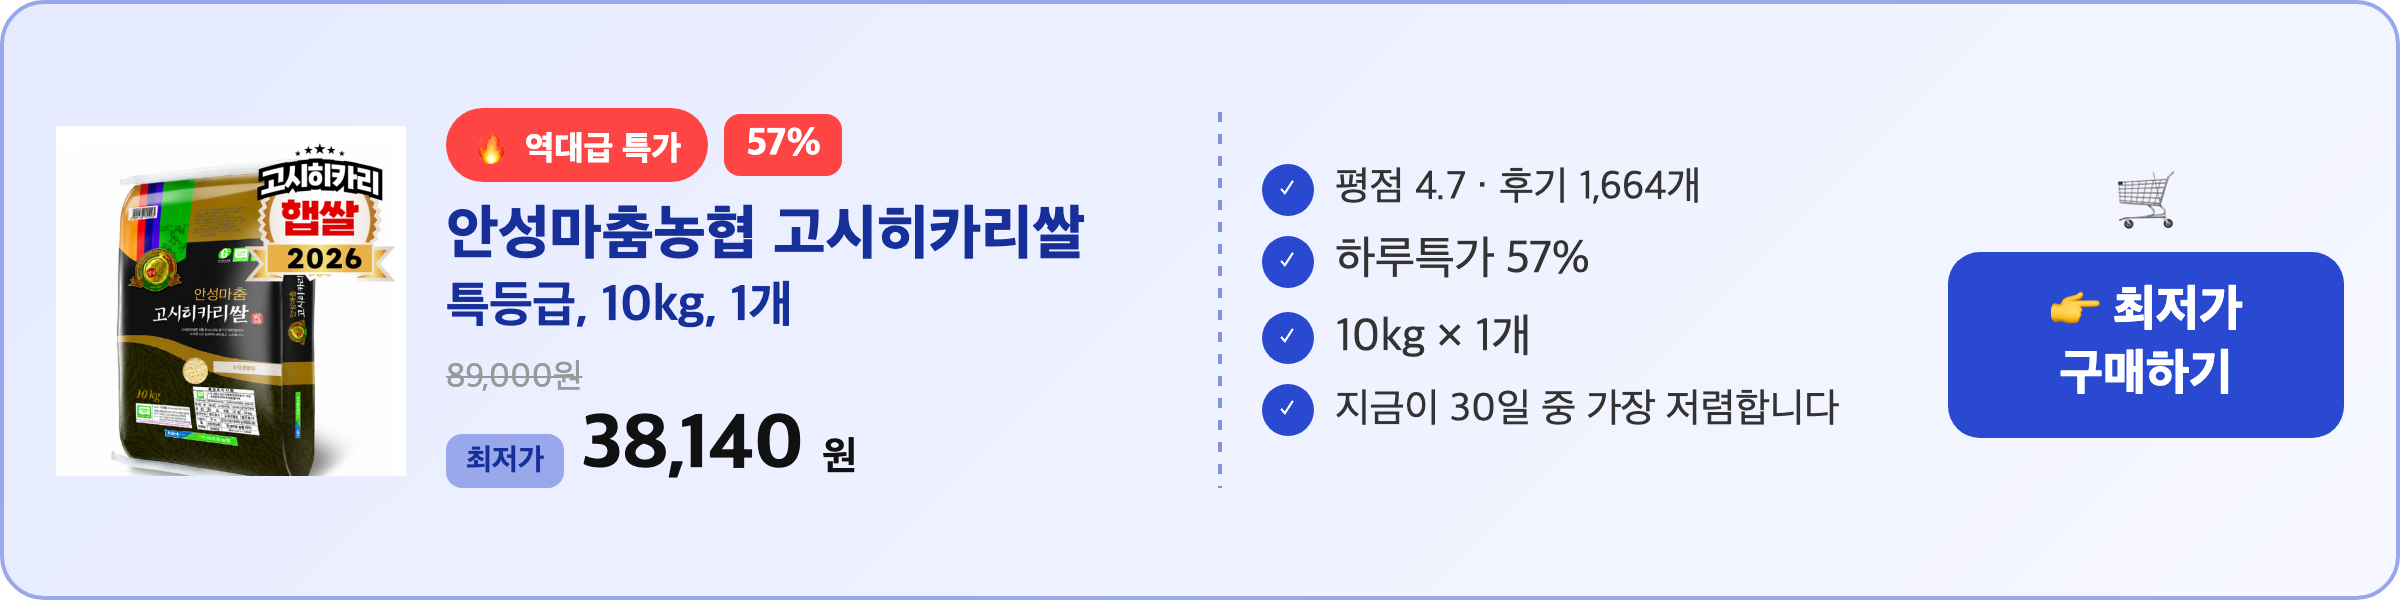 고시히카리
햅쌀
2026
안성마춤
고시히카리쌀
10 kg
역대급 특가
57%
안성마춤농협 고시히카리쌀
특등급, 10kg, 1개
89,000원
최저가 38,140 원
✓ 평점 4.7 · 후기 1,664개
✓ 하루특가 57%
✓ 10kg × 1개
✓ 지금이 30일 중 가장 저렴합니다
👉 최저가
구매하기